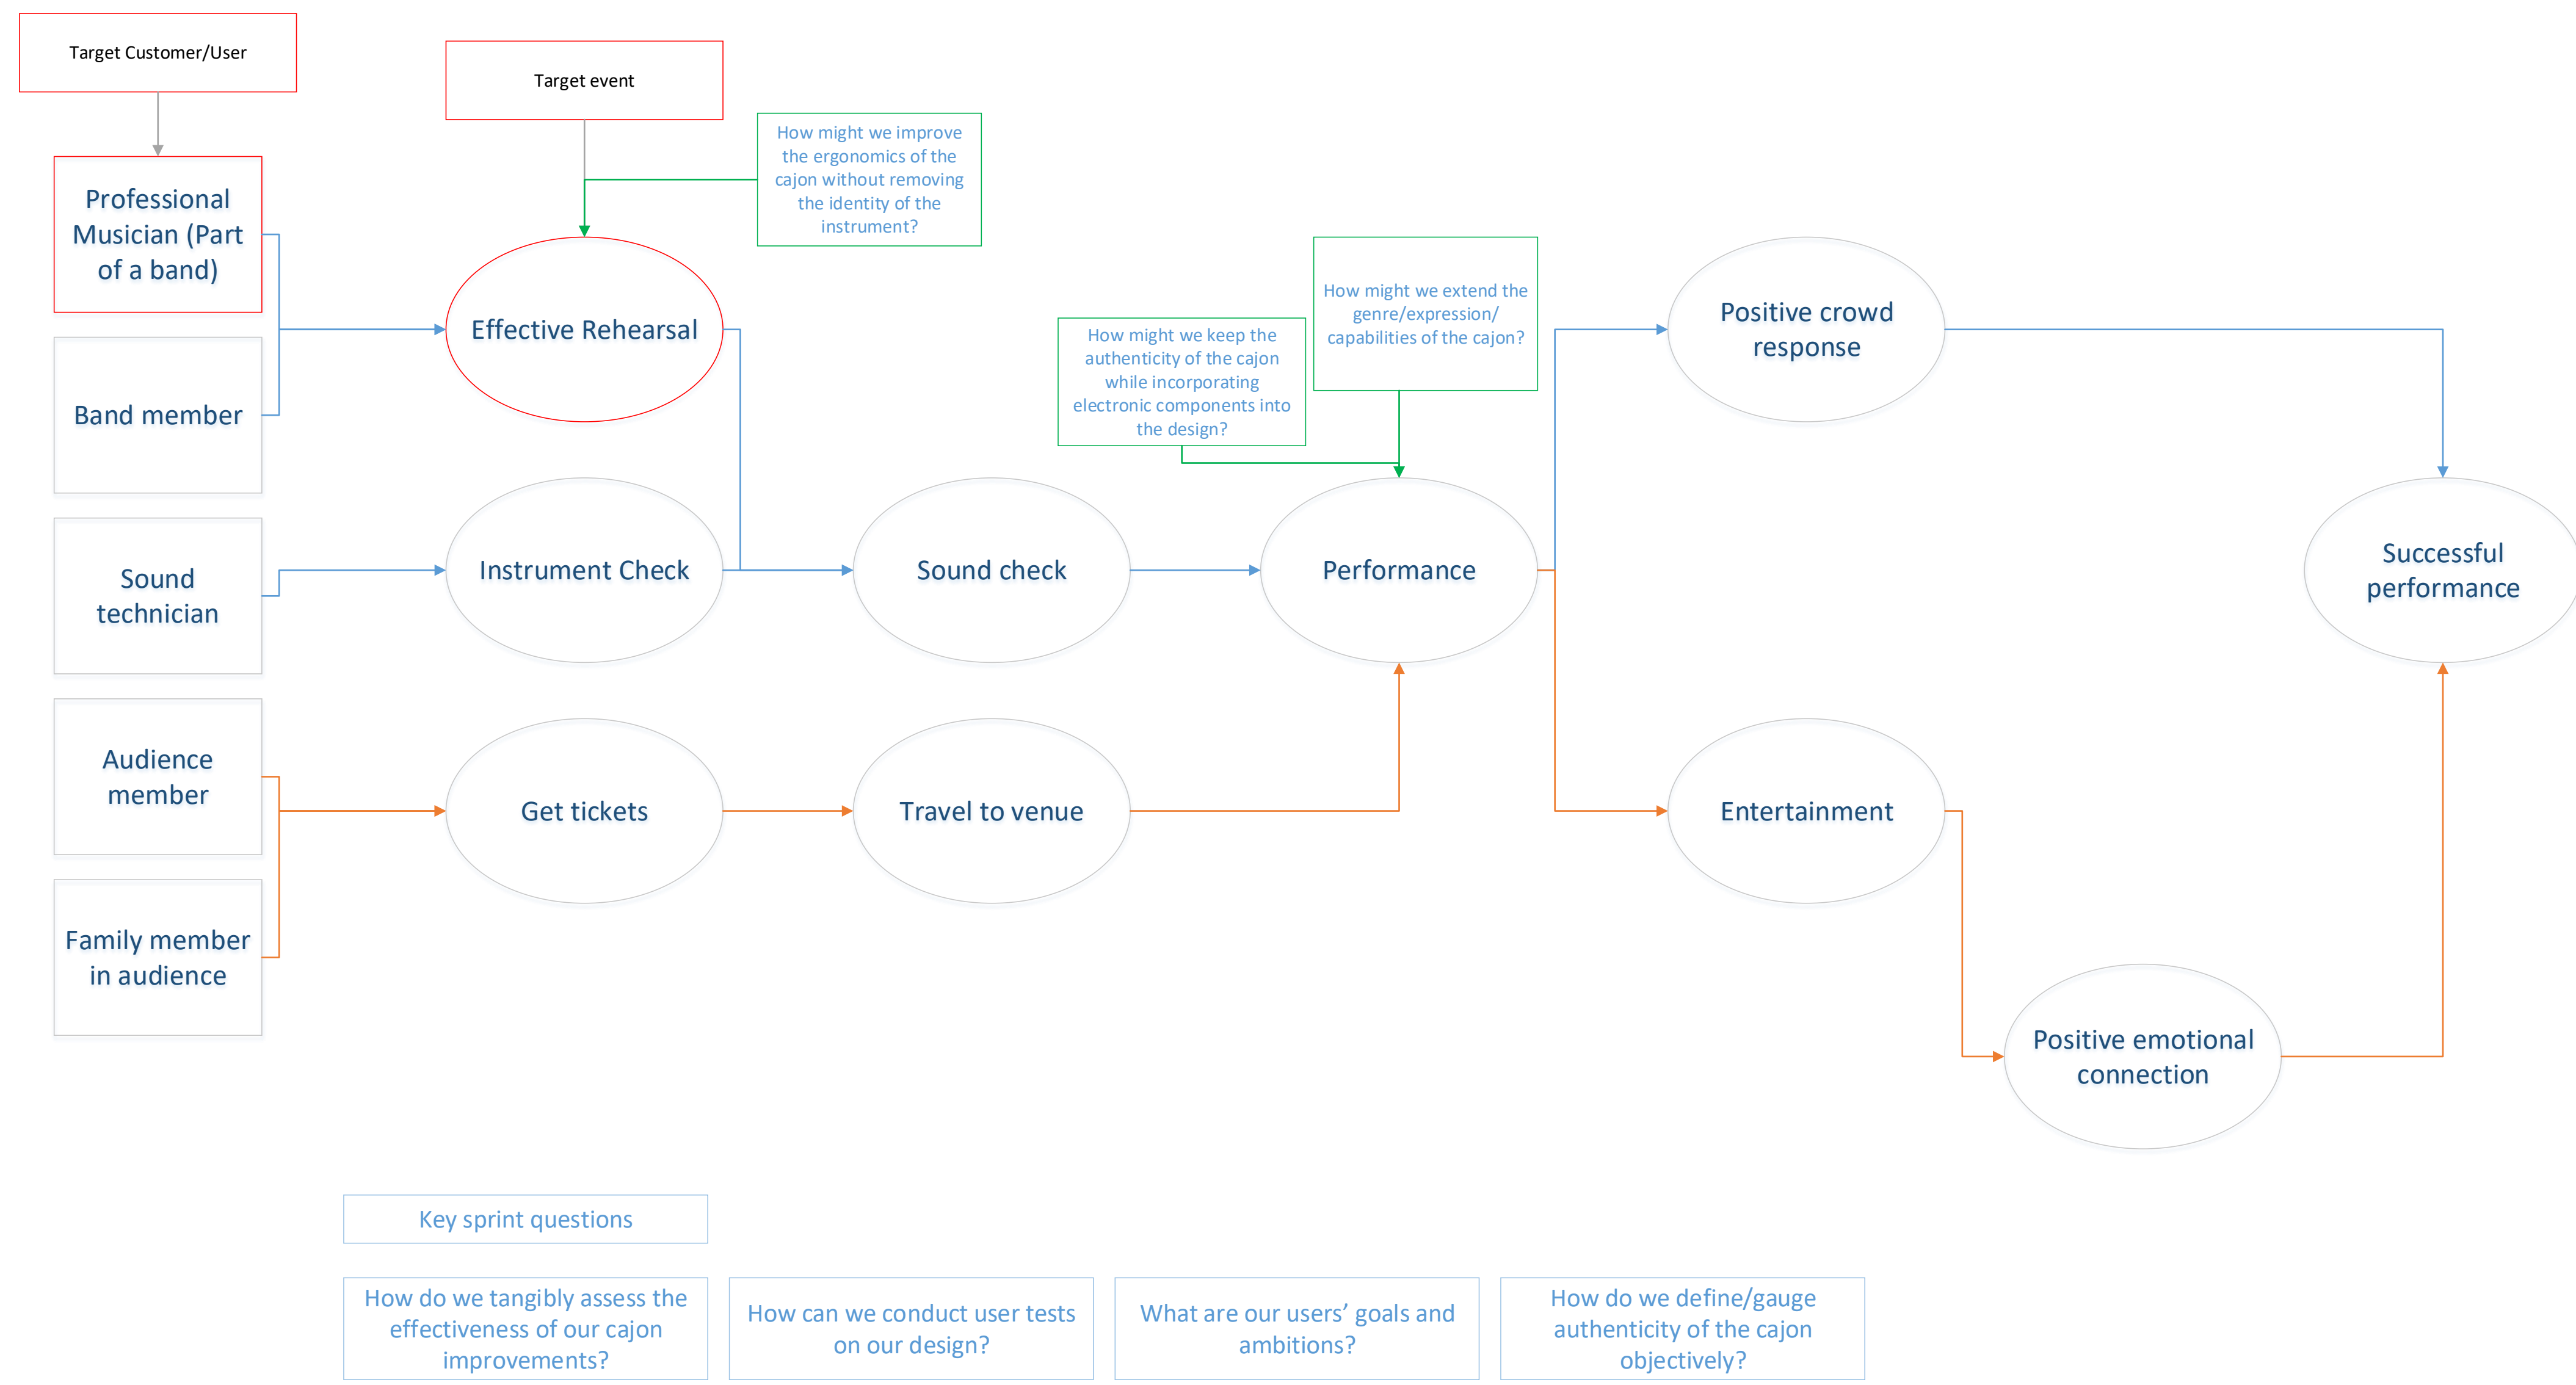 Target Customer/User
Target event
How might we improve
the ergonomics of the
cajon without removing
the identity of the
instrument?
Professional
Musician (Part
of a band)
Effective Rehearsal
How might we extend the
genre/expression/
capabilities of the cajon?
How might we keep the
authenticity of the cajon
while incorporating
electronic components into
the design?
Positive crowd
response
Band member
Sound
technician
Instrument Check
Sound check
Performance
Successful
performance
Audience
member
Get tickets
Travel to venue
Entertainment
Family member
in audience
Positive emotional
connection
Key sprint questions
How do we tangibly assess the
effectiveness of our cajon
improvements?
How can we conduct user tests
on our design?
What are our users’ goals and
ambitions?
How do we define/gauge
authenticity of the cajon
objectively?